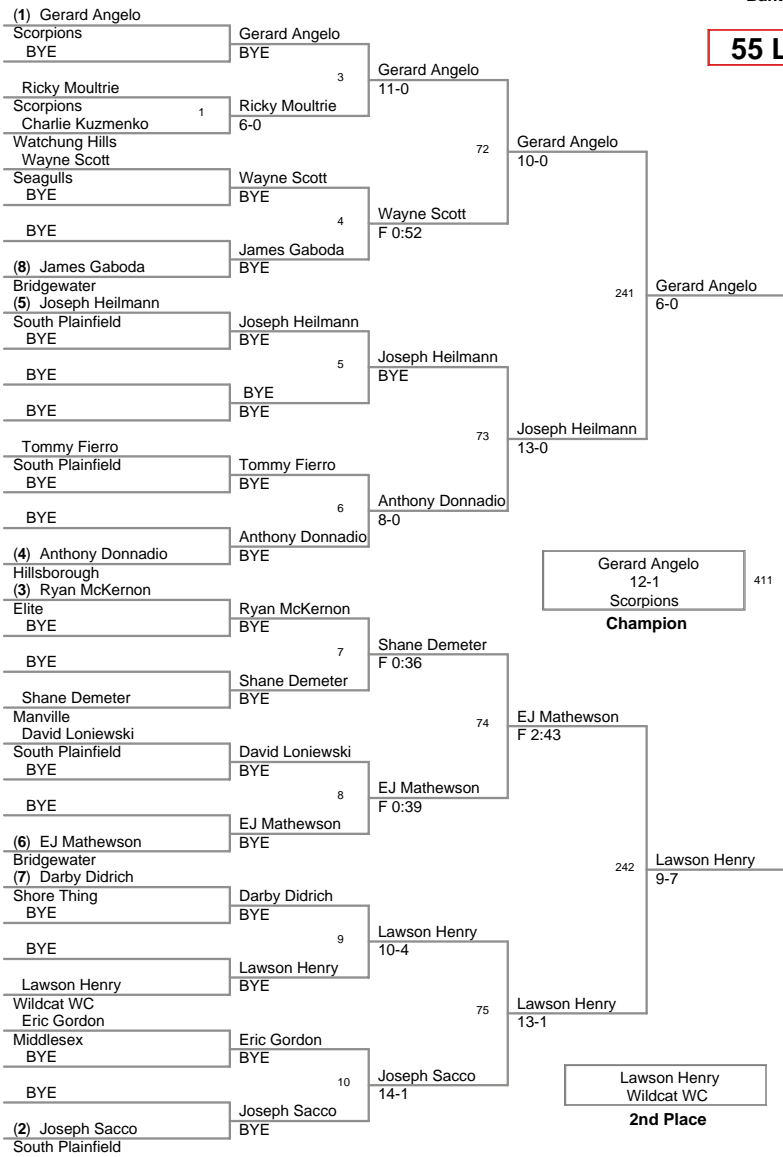 (1) Gerard Angelo
Scorpions
BYE
Ricky Moultrie
Scorpions
Charlie Kuzmenko
Watchung Hills
Wayne Scott
Seagulls
BYE
BYE
(8) James Gaboda
Bridgewater
(5) Joseph Heilmann
South Plainfield
BYE
BYE
BYE
Tommy Fierro
South Plainfield
BYE
BYE
(4) Anthony Donnadio
Hillsborough
(3) Ryan McKernon
Elite
BYE
BYE
Shane Demeter
Manville
David Loniewski
South Plainfield
BYE
BYE
(6) EJ Mathewson
Bridgewater
(7) Darby Didrich
Shore Thing
BYE
BYE
Lawson Henry
Wildcat WC
Eric Gordon
Middlesex
BYE
BYE
(2) Joseph Sacco
South Plainfield
1
Gerard Angelo
BYE
Ricky Moultrie
6-0
Wayne Scott
BYE
James Gaboda
BYE
Joseph Heilmann
BYE
BYE
BYE
Tommy Fierro
BYE
Anthony Donnadio
BYE
Ryan McKernon
BYE
Shane Demeter
BYE
David Loniewski
BYE
EJ Mathewson
BYE
Darby Didrich
BYE
Lawson Henry
BYE
Eric Gordon
BYE
Joseph Sacco
BYE
3
4
5
6
7
8
9
10
Gerard Angelo
11-0
Wayne Scott
F 0:52
Joseph Heilmann
BYE
Anthony Donnadio
8-0
Shane Demeter
F 0:36
EJ Mathewson
F 0:39
Lawson Henry
10-4
Joseph Sacco
14-1
72
73
74
75
Gerard Angelo
10-0
Joseph Heilmann
13-0
EJ Mathewson
F 2:43
Lawson Henry
13-1
241
242
Gerard Angelo
6-0
Lawson Henry
9-7
55 L
Gerard Angelo
12-1
Scorpions
411
Champion
Lawson Henry
Wildcat WC
2nd Place